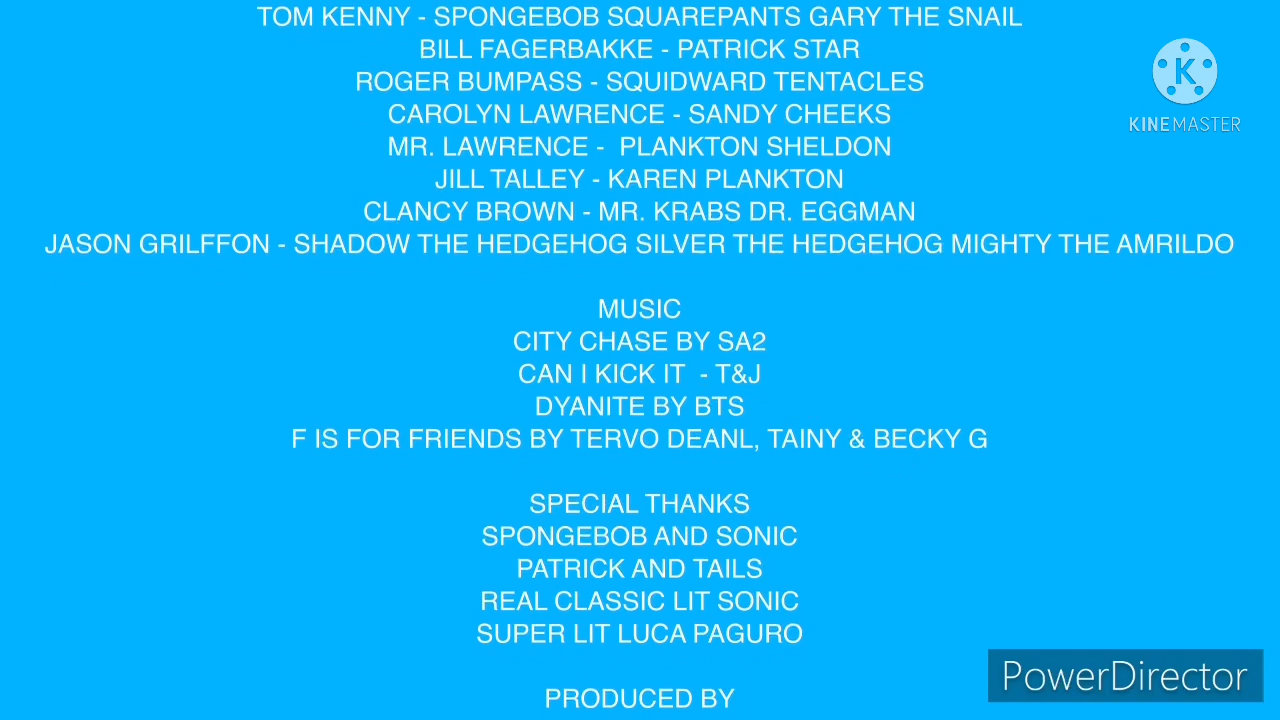 TOM KENNY - SPONGEBOB SQUAREPANTS GARY THE SNAIL
BILL FAGERBAKKE - PATRICK STAR
ROGER BUMPASS - SQUIDWARD TENTACLES
CAROLYN LAWRENCE - SANDY CHEEKS
MR. LAWRENCE -  PLANKTON SHELDON
JILL TALLEY - KAREN PLANKTON
CLANCY BROWN - MR. KRABS DR. EGGMAN
JASON GRILFFON - SHADOW THE HEDGEHOG SILVER THE HEDGEHOG MIGHTY THE AMRILDO
K
KINEMASTER
MUSIC
CITY CHASE BY SA2
CAN I KICK IT  - T&J
DYANITE BY BTS
F IS FOR FRIENDS BY TERVO DEANL, TAINY & BECKY G
SPECIAL THANKS
SPONGEBOB AND SONIC
PATRICK AND TAILS
REAL CLASSIC LIT SONIC
SUPER LIT LUCA PAGURO
PRODUCED BY
PowerDirector